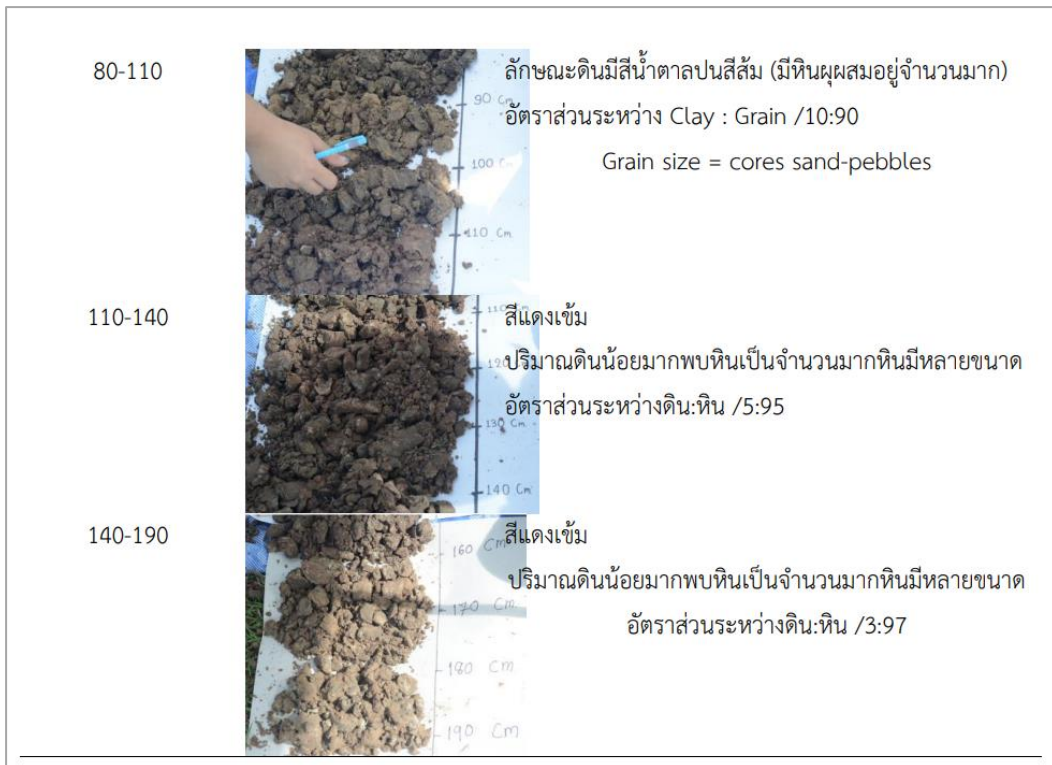 80-110
ลักษณะดินมีสีน้ำตาลปนสีส้ม (มีหินผุผสมอยู่จำนวนมาก)
อัตราส่วนระหว่าง Clay : Grain /10:90
Grain size = cores sand-pebbles
90 Cm
100 Cm
110 Cm
110-140
สีแดงเข้ม
ปริมาณดินน้อยมากพบหินเป็นจำนวนมากหินมีหลายขนาด
อัตราส่วนระหว่างดิน:หิน /5:95
110 Cm
120
130 Cm
140 Cm
140-190
สีแดงเข้ม
ปริมาณดินน้อยมากพบหินเป็นจำนวนมากหินมีหลายขนาด
อัตราส่วนระหว่างดิน:หิน /3:97
160 Cm
170 Cm
180 Cm
190 Cm